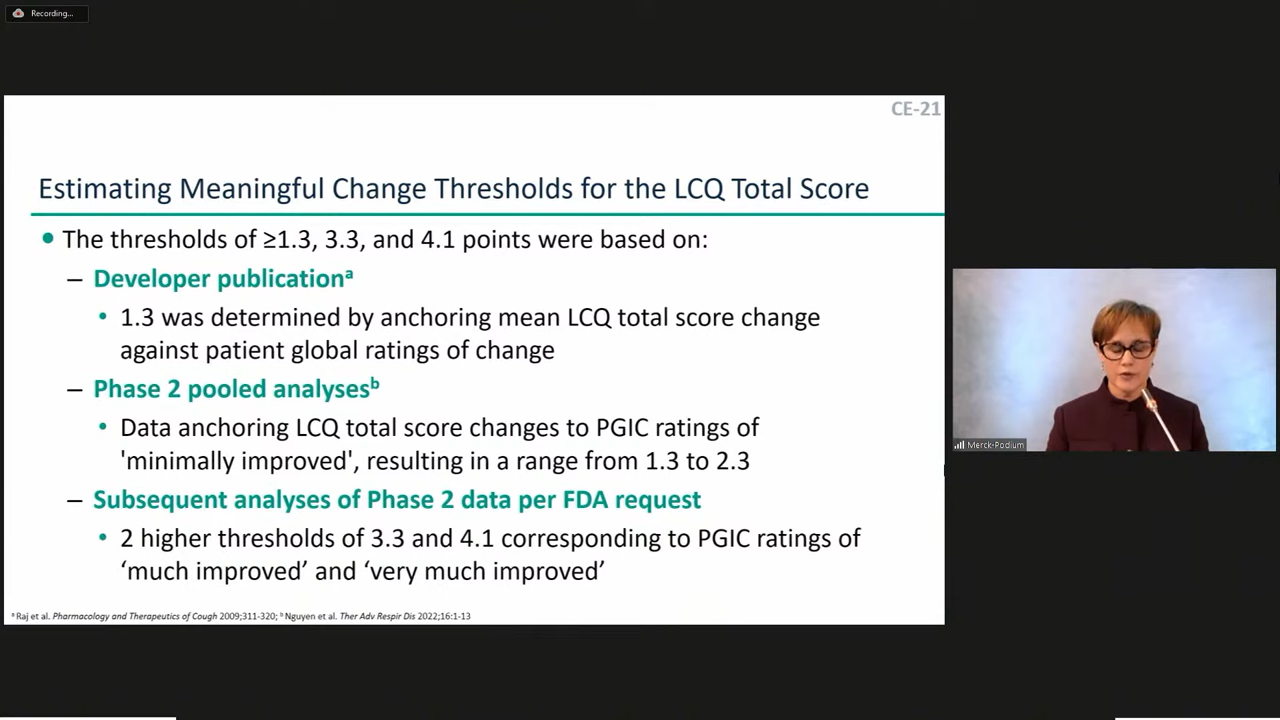 Recording...
CE-21
Estimating Meaningful Change Thresholds for the LCQ Total Score
• The thresholds of ≥1.3, 3.3, and 4.1 points were based on:
– Developer publicationᵃ
• 1.3 was determined by anchoring mean LCQ total score change
against patient global ratings of change
– Phase 2 pooled analysesᵇ
• Data anchoring LCQ total score changes to PGIC ratings of
'minimally improved', resulting in a range from 1.3 to 2.3
– Subsequent analyses of Phase 2 data per FDA request
• 2 higher thresholds of 3.3 and 4.1 corresponding to PGIC ratings of
‘much improved’ and ‘very much improved’
ᵃ Raj et al. Pharmacology and Therapeutics of Cough 2009;311-320; ᵇ Nguyen et al. Ther Adv Respir Dis 2022;16:1-13
Merck-Podium